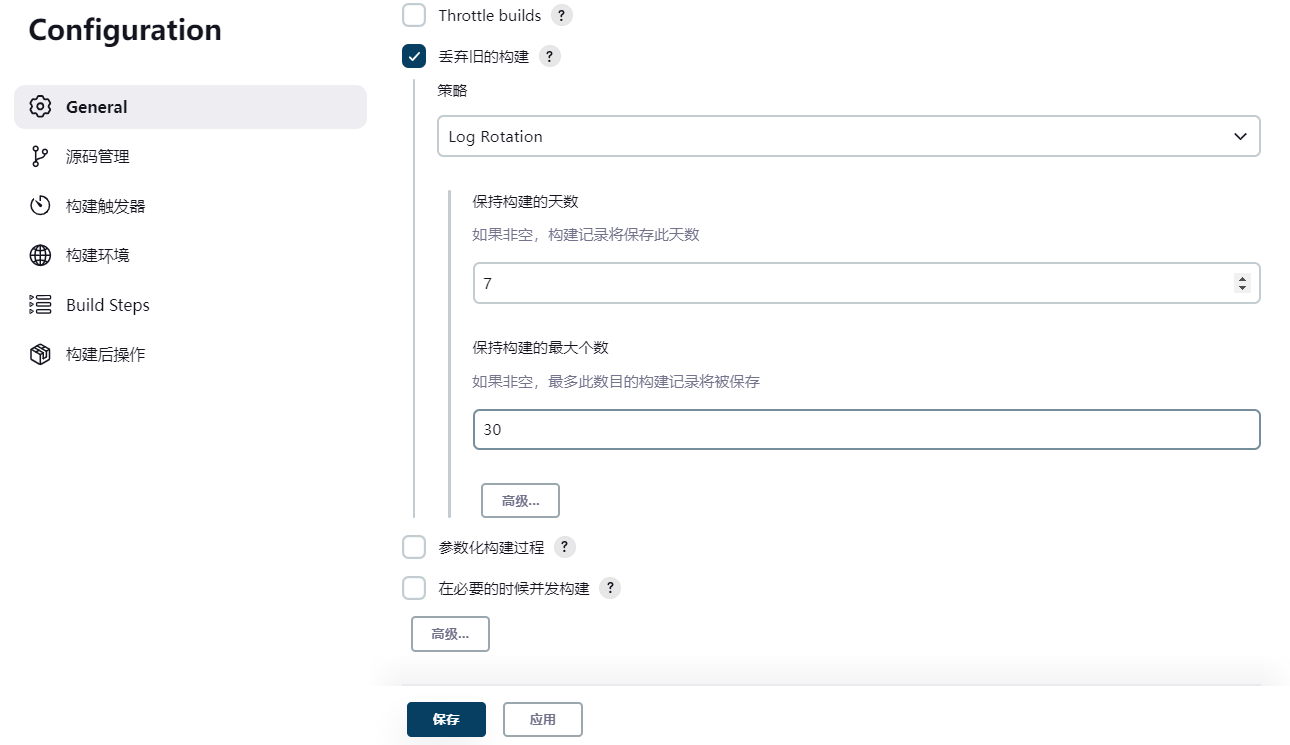 Configuration
General
源码管理
构建触发器
构建环境
Build Steps
构建后操作
Throttle builds ?
丢弃旧的构建 ?
策略
Log Rotation
保持构建的天数
如果非空，构建记录将保存此天数
7
保持构建的最大个数
如果非空，最多此数目的构建记录将被保存
30
高级...
参数化构建过程 ?
在必要的时候并发构建 ?
高级...
保存 应用